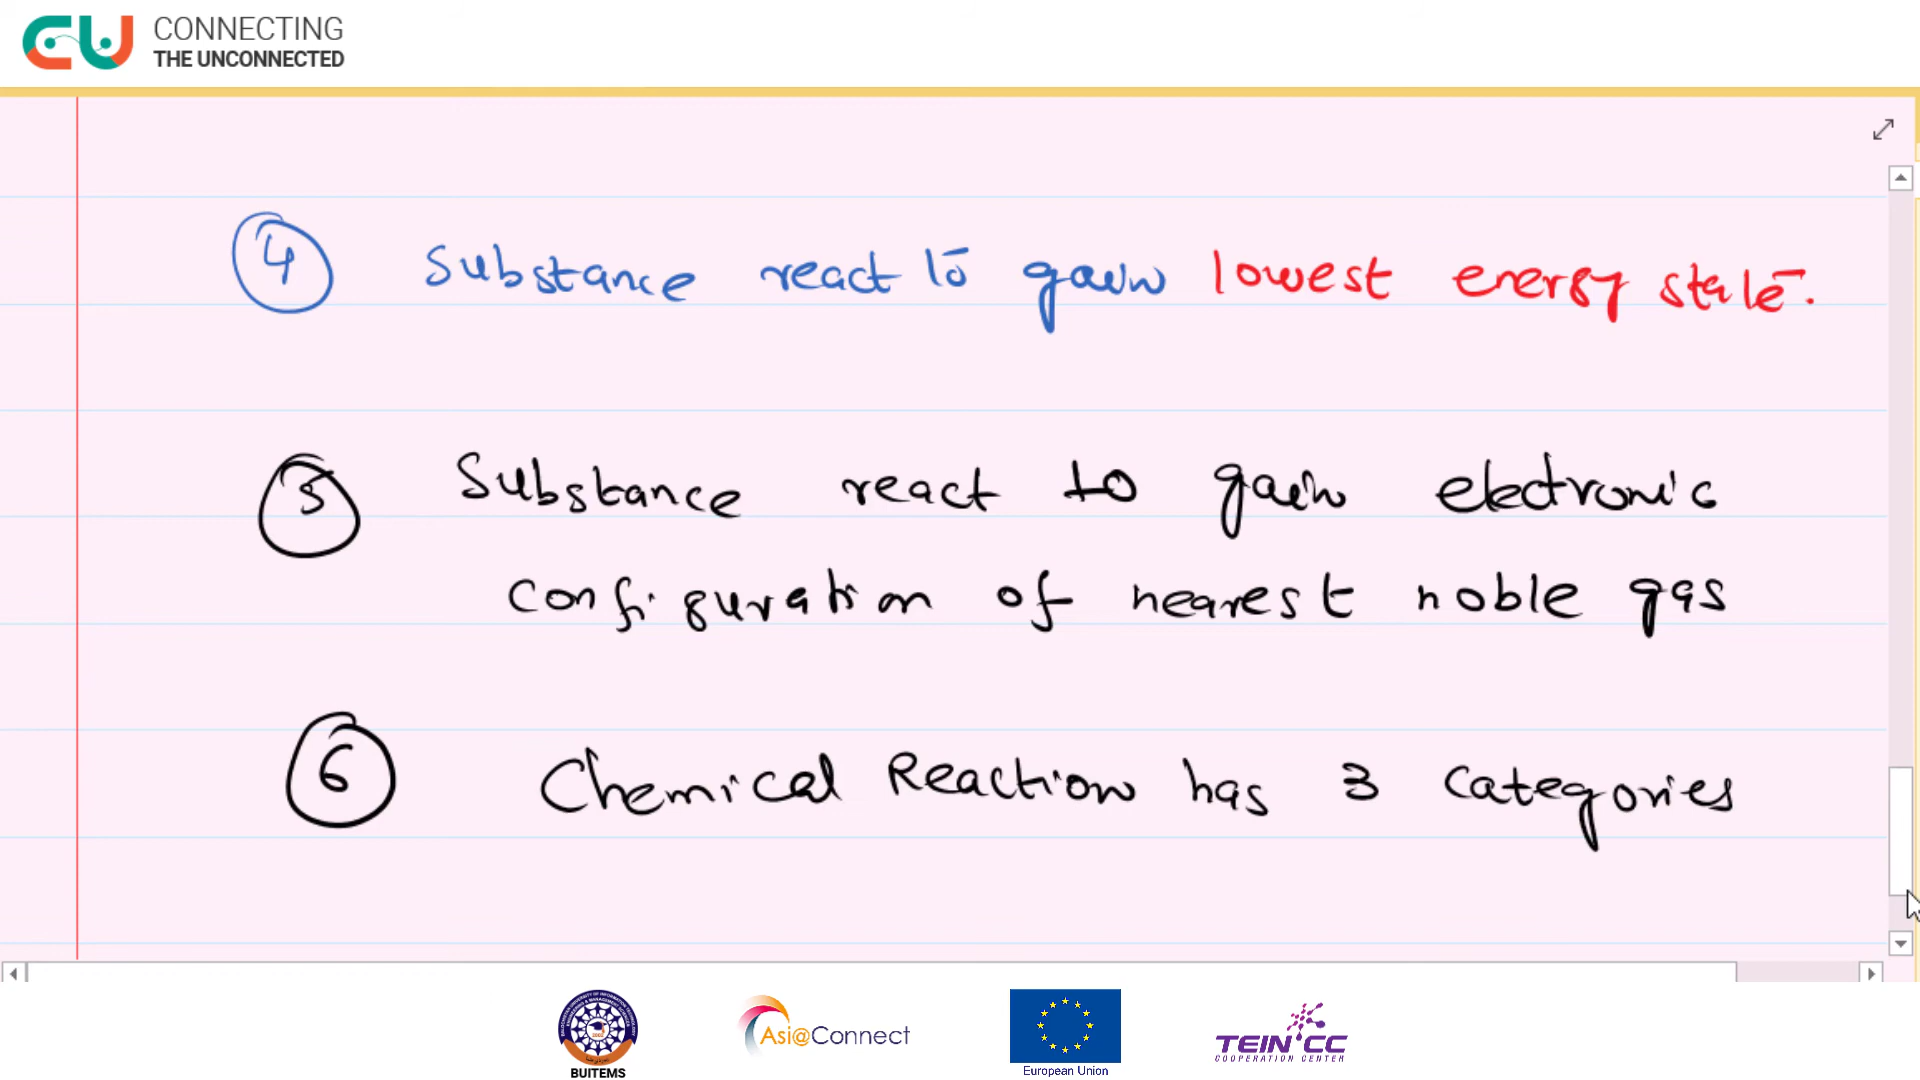 CONNECTING
THE UNCONNECTED
4 Substance react to gain lowest energy state.
5 Substance react to gain electronic
configuration of nearest noble gas
6 Chemical Reaction has 3 categories
BUITEMS
Asi@Connect
European Union
TEIN*CC
COOPERATION CENTER